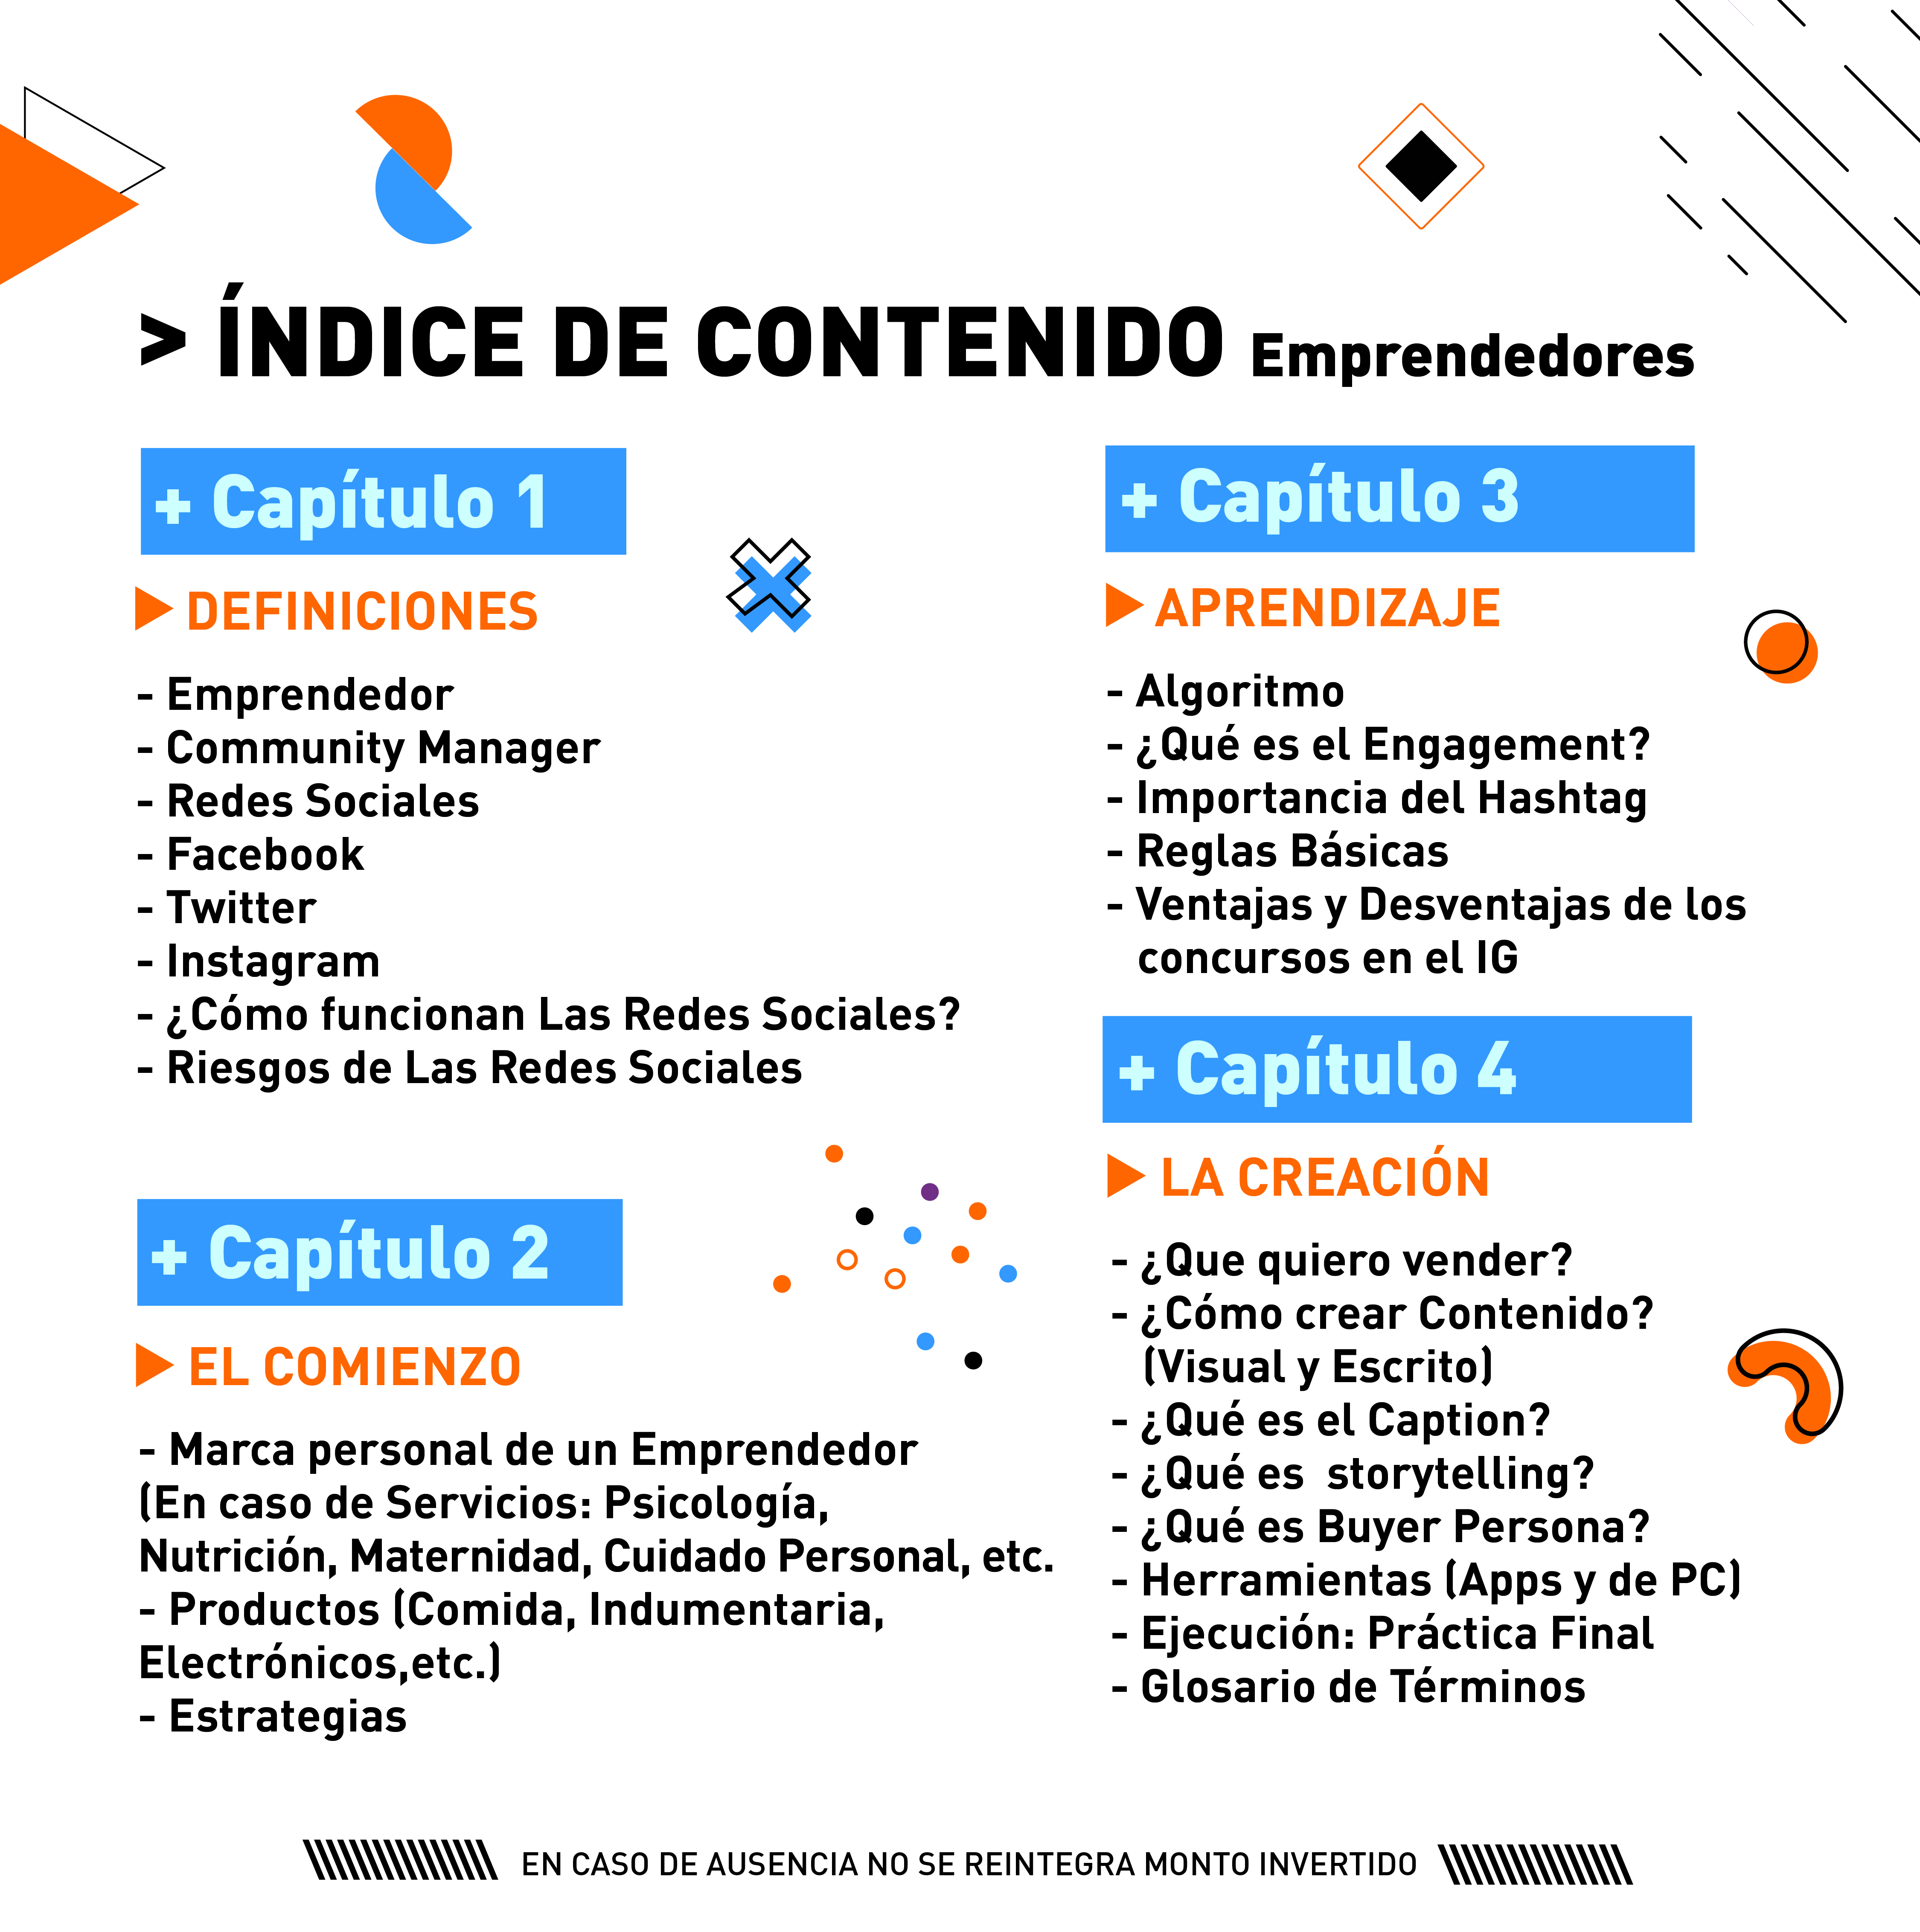 > ÍNDICE DE CONTENIDO Emprendedores
+ Capítulo 1
DEFINICIONES
- Emprendedor
- Community Manager
- Redes Sociales
- Facebook
- Twitter
- Instagram
- ¿Cómo funcionan Las Redes Sociales?
- Riesgos de Las Redes Sociales
+ Capítulo 2
EL COMIENZO
- Marca personal de un Emprendedor
(En caso de Servicios: Psicología,
Nutrición, Maternidad, Cuidado Personal, etc.
- Productos (Comida, Indumentaria,
Electrónicos,etc.)
- Estrategias
+ Capítulo 3
APRENDIZAJE
- Algoritmo
- ¿Qué es el Engagement?
- Importancia del Hashtag
- Reglas Básicas
- Ventajas y Desventajas de los
concursos en el IG
+ Capítulo 4
LA CREACIÓN
- ¿Que quiero vender?
- ¿Cómo crear Contenido?
(Visual y Escrito)
- ¿Qué es el Caption?
- ¿Qué es  storytelling?
- ¿Qué es Buyer Persona?
- Herramientas (Apps y de PC)
- Ejecución: Práctica Final
- Glosario de Términos
EN CASO DE AUSENCIA NO SE REINTEGRA MONTO INVERTIDO